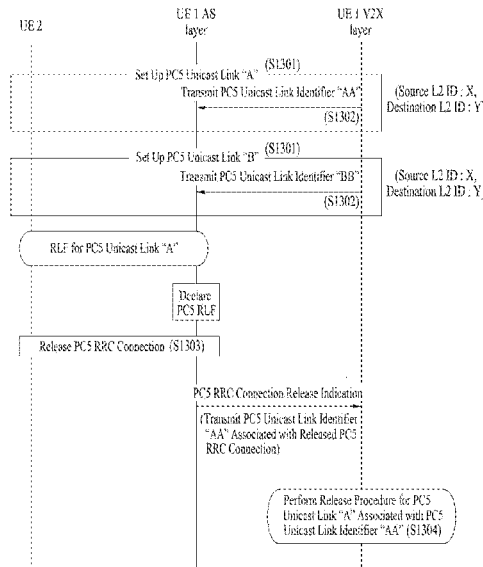 UE 2
UE 1 AS
layer
UE 1 V2X
layer
Set Up PC5 Unicast Link "A" (S1301)
Transmit PC5 Unicast Link Identifier "AA"
(S1302)
(Source L2 ID : X,
Destination L2 ID : Y)
Set Up PC5 Unicast Link "B" (S1301)
Transmit PC5 Unicast Link Identifier "BB"
(S1302)
(Source L2 ID : X,
Destination L2 ID : Y)
RLF for PC5 Unicast Link "A"
Declare
PC5 RLF
Release PC5 RRC Connection (S1303)
PC5 RRC Connection Release Indication
(Transmit PC5 Unicast Link Identifier
"AA" Associated with Released PC5
RRC Connection)
Perform Release Procedure for PC5
Unicast Link "A" Associated with PC5
Unicast Link Identifier "AA" (S1304)